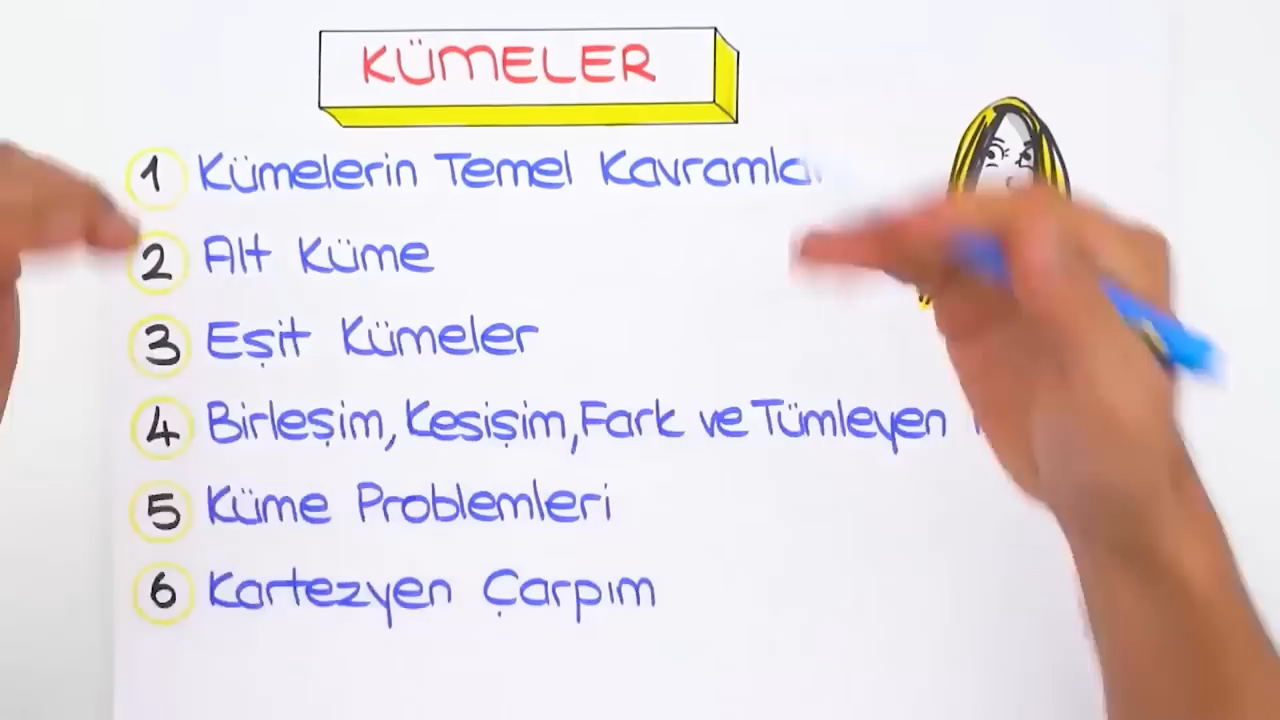 KÜMELER
1 Kümelerin Temel
2 Alt Küme
3 Eşit Kümeler
4 Birleşim, Kesişim, Fark ve Tümleyen
5 Küme Problemleri
6 Kartezyen Çarpım